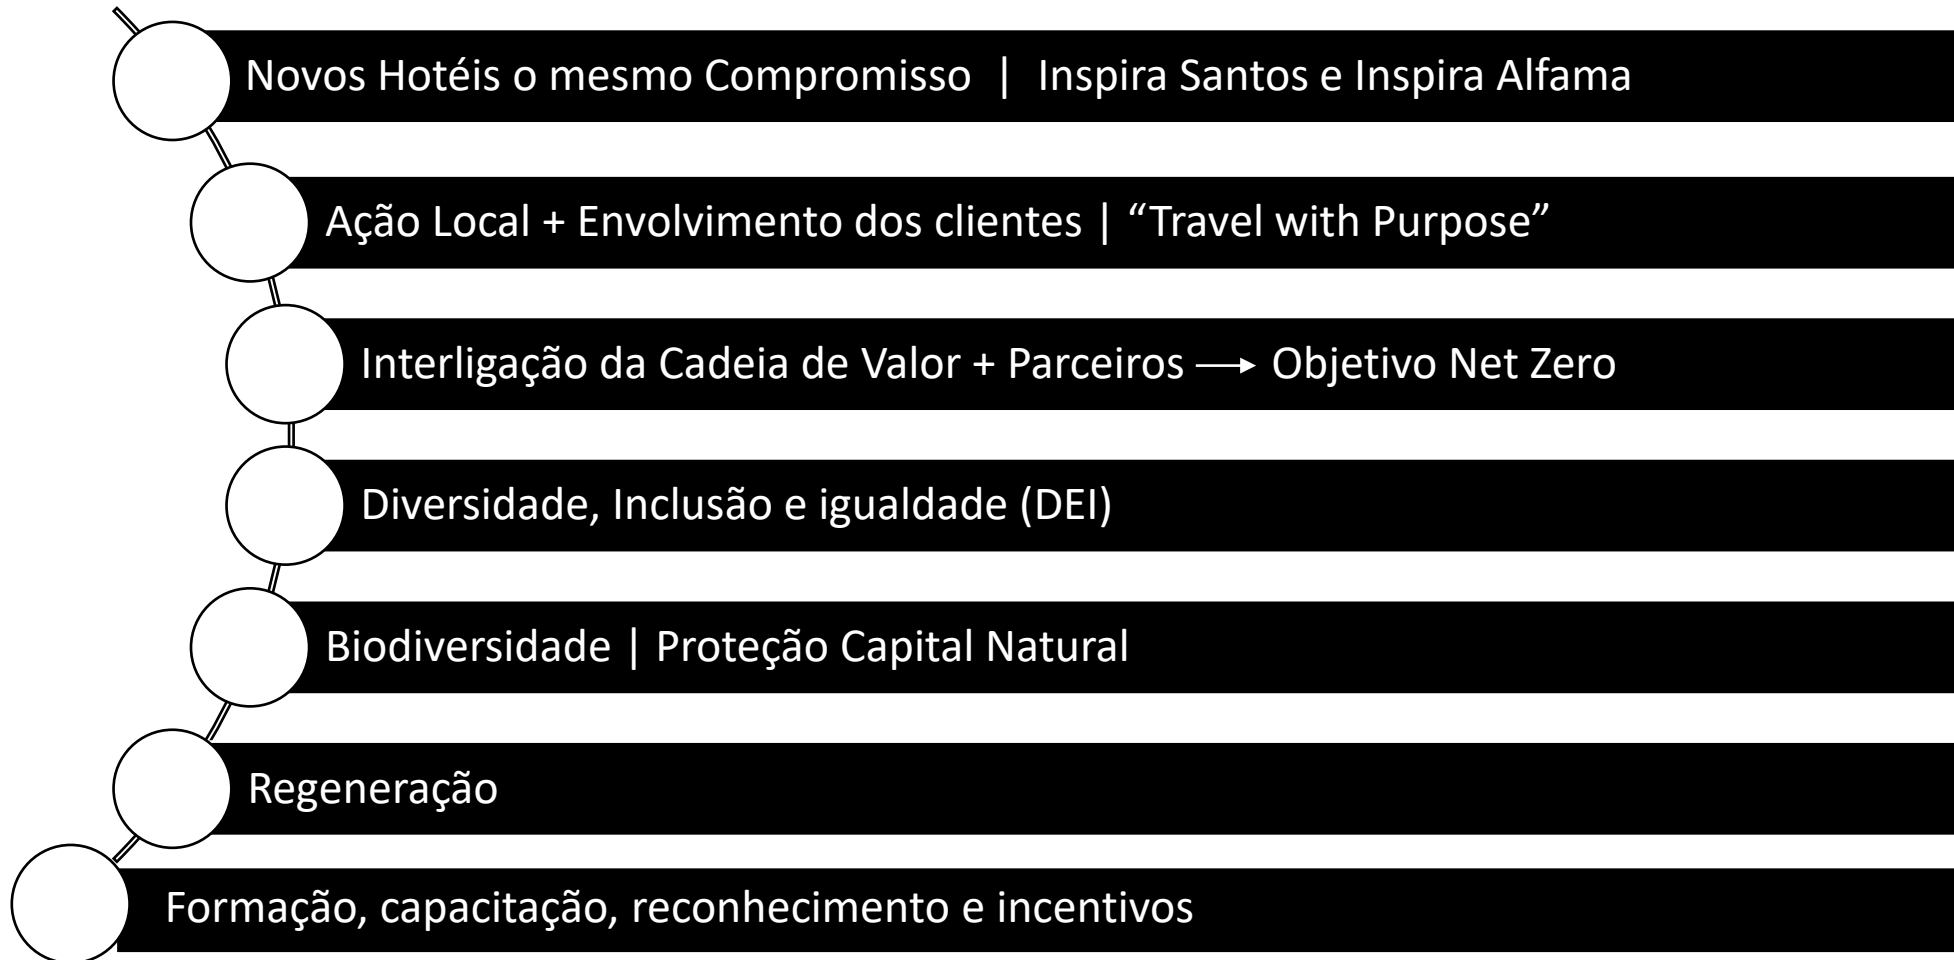 Novos Hotéis o mesmo Compromisso | Inspira Santos e Inspira Alfama
Ação Local + Envolvimento dos clientes | “Travel with Purpose”
Interligação da Cadeia de Valor + Parceiros → Objetivo Net Zero
Diversidade, Inclusão e igualdade (DEI)
Biodiversidade | Proteção Capital Natural
Regeneração
Formação, capacitação, reconhecimento e incentivos